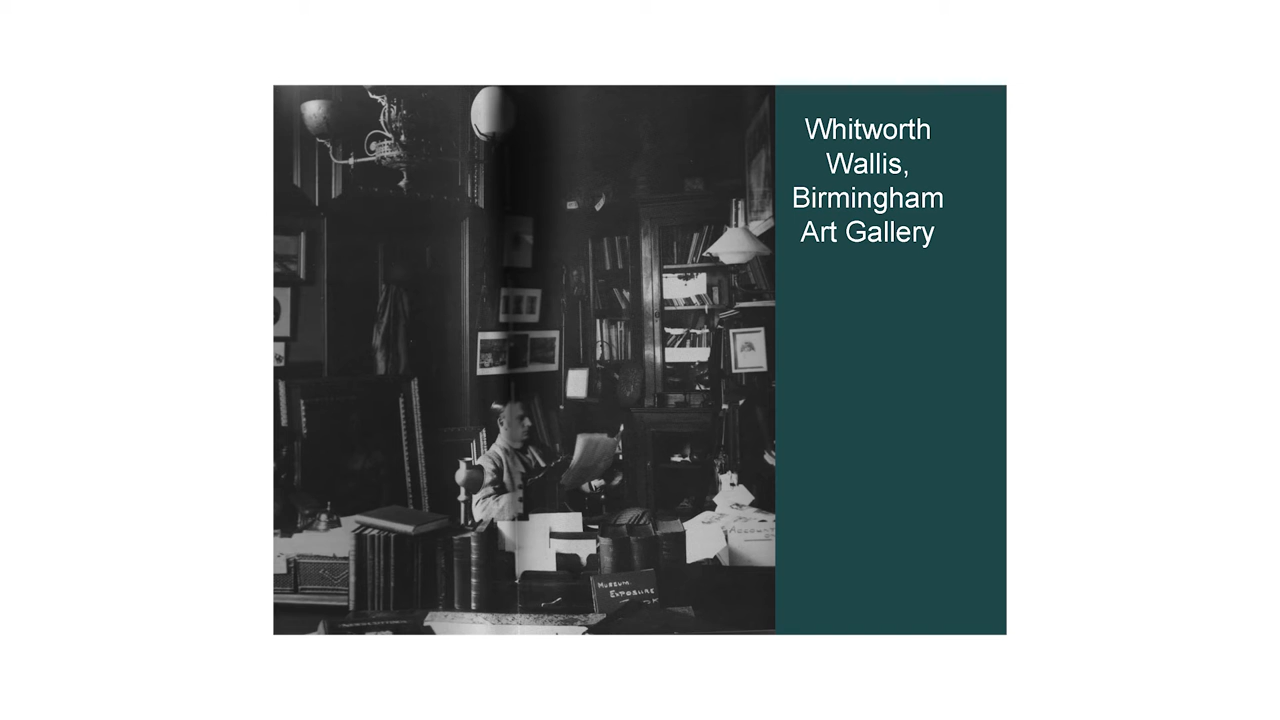 Whitworth
Wallis,
Birmingham
Art Gallery
MUSEUM
EXPOSURE